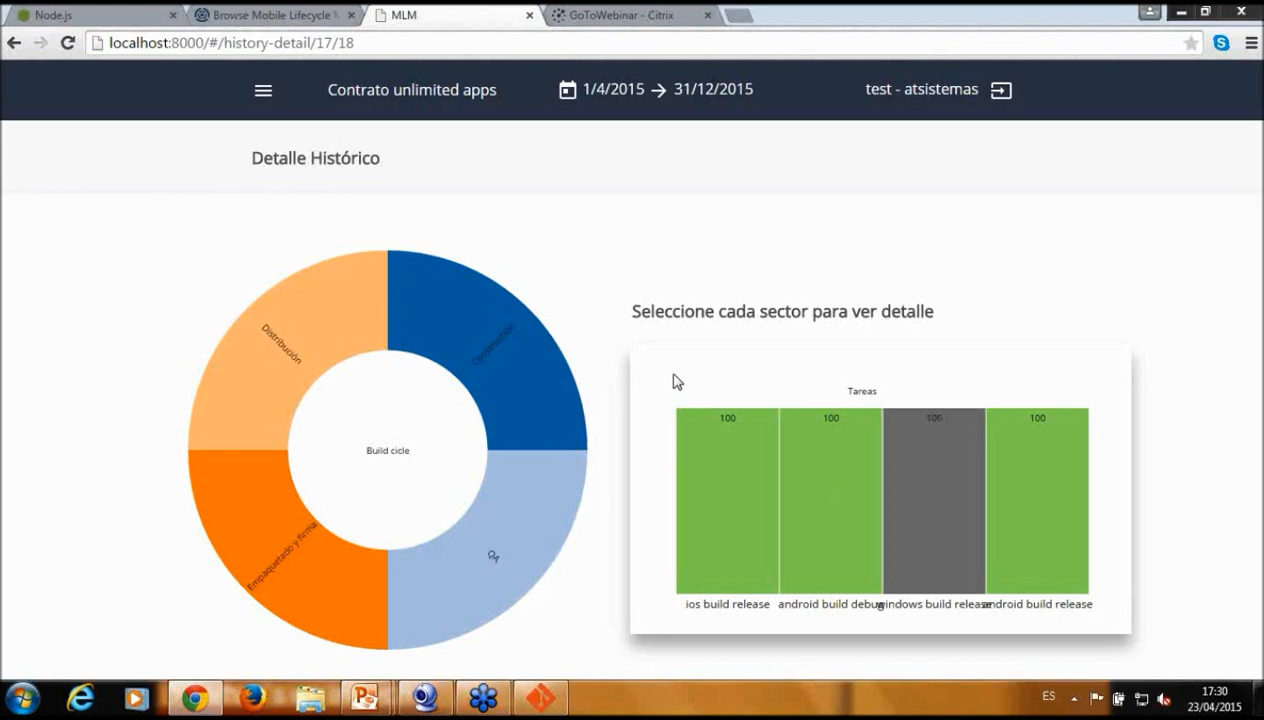 Node.js
Browse Mobile Lifecycle M
MLM
GoToWebinar - Citrix
localhost:8000/#/history-detail/17/18
Contrato unlimited apps
1/4/2015 → 31/12/2015
test - atsistemas
Detalle Histórico
Distribución
Construcción
Build cicle
Empaquetado y firma
QA
Seleccione cada sector para ver detalle
Tareas
100 100 100 100
ios build release android build debug windows build release android build release
ES
17:30
23/04/2015